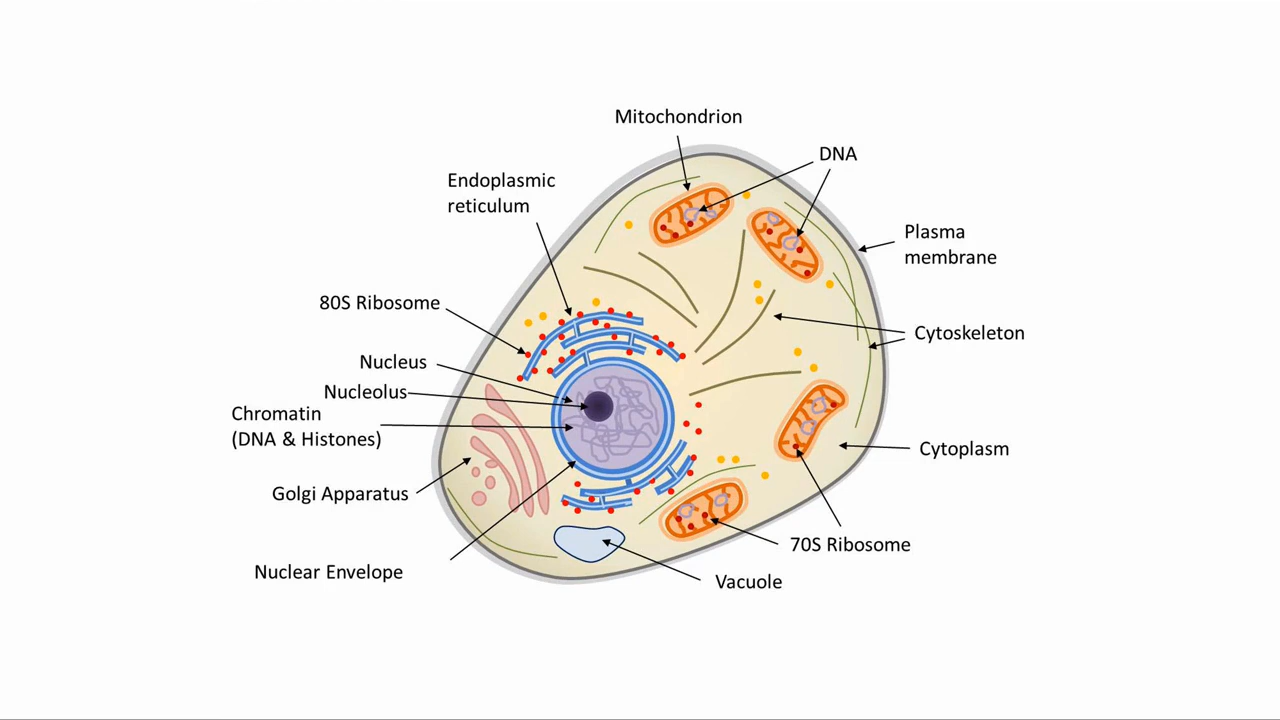 Mitochondrion
DNA
Endoplasmic
reticulum
Plasma
membrane
80S Ribosome
Cytoskeleton
Nucleus
Nucleolus
Chromatin
(DNA & Histones)
Cytoplasm
Golgi Apparatus
70S Ribosome
Nuclear Envelope
Vacuole